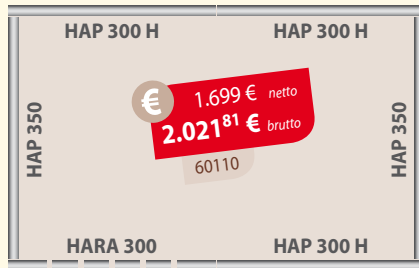 HAP 300 H HAP 300 H
HAP 350
€
1.699 € netto
2.021⁸¹ € brutto
60110
HAP 350
HARA 300 HAP 300 H